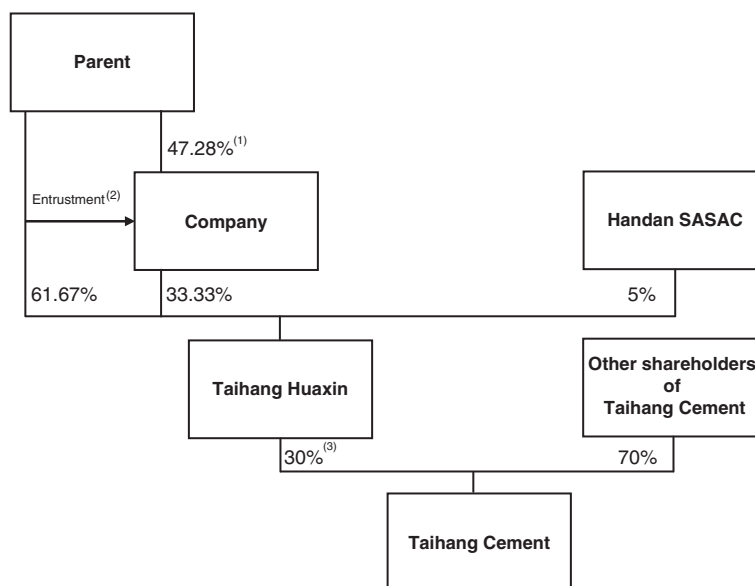 Parent
47.28%(1)
Entrustment(2)
Company
Handan SASAC
61.67%
33.33%
5%
Taihang Huaxin
Other shareholders
of
Taihang Cement
30%(3)
70%
Taihang Cement